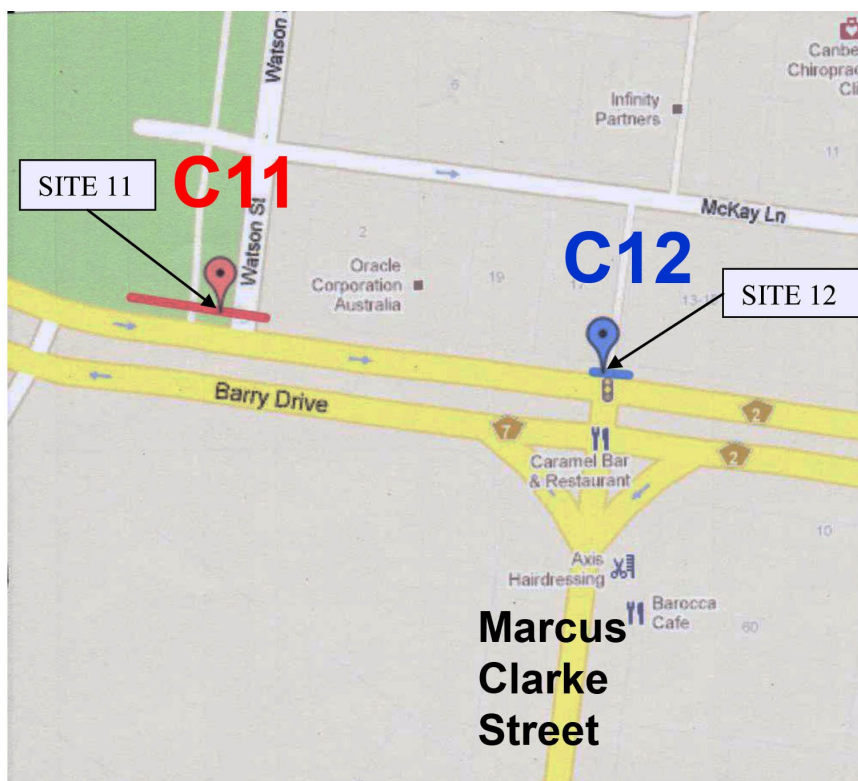 Watson S
Canbe
Chiroprac
Cli
6
Infinity
Partners
11
SITE 11
C11
McKay Ln
Watson St
2
C12
Oracle
Corporation
Australia
19
SITE 12
Barry Drive
2
7
2
Caramel Bar
& Restaurant
10
Axis
Hairdressing
Barocca
Cafe
60
Marcus
Clarke
Street